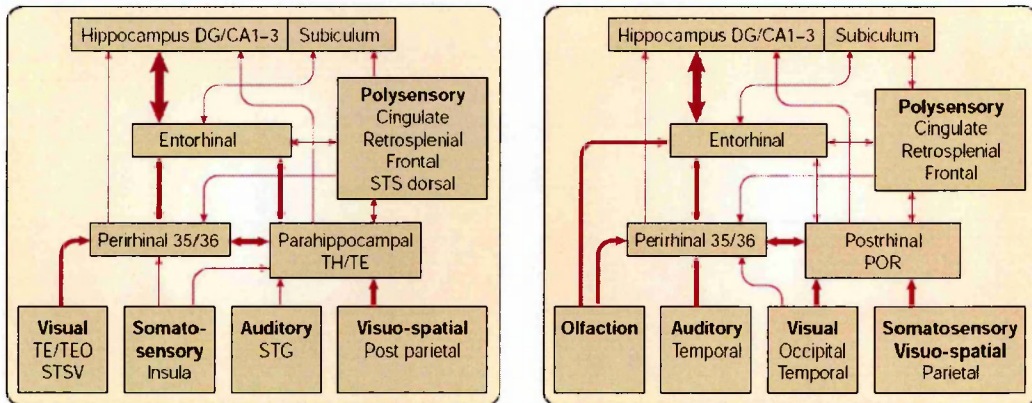 Hippocampus DG/CA1–3
Subiculum
Polysensory
Cingulate
Retrosplenial
Frontal
STS dorsal
Entorhinal
Perirhinal 35/36
Parahippocampal
TH/TE
Visual
TE/TEO
STSV
Somato-
sensory
Insula
Auditory
STG
Visuo-spatial
Post parietal
Hippocampus DG/CA1–3
Subiculum
Polysensory
Cingulate
Retrosplenial
Frontal
Entorhinal
Perirhinal 35/36
Postrhinal
POR
Olfaction
Auditory
Temporal
Visual
Occipital
Temporal
Somatosensory
Visuo-spatial
Parietal